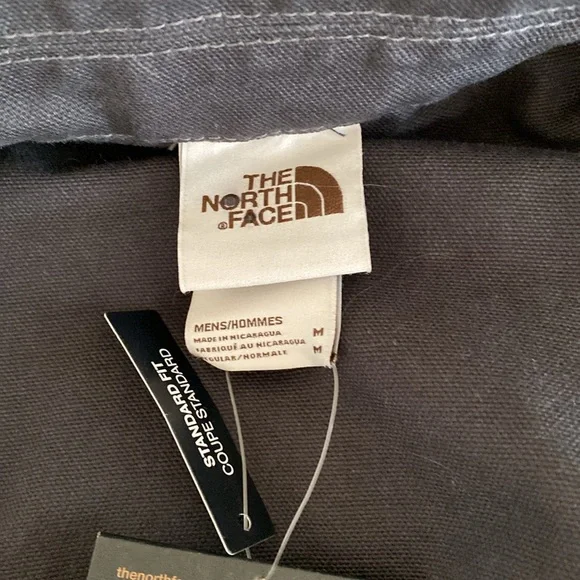 THE
NORTH
FACE
®
MENS/HOMMES M
MADE IN NICARAGUA
FABRIQUÉ AU NICARAGUA M
STANDARD FIT
COUPE STANDARD